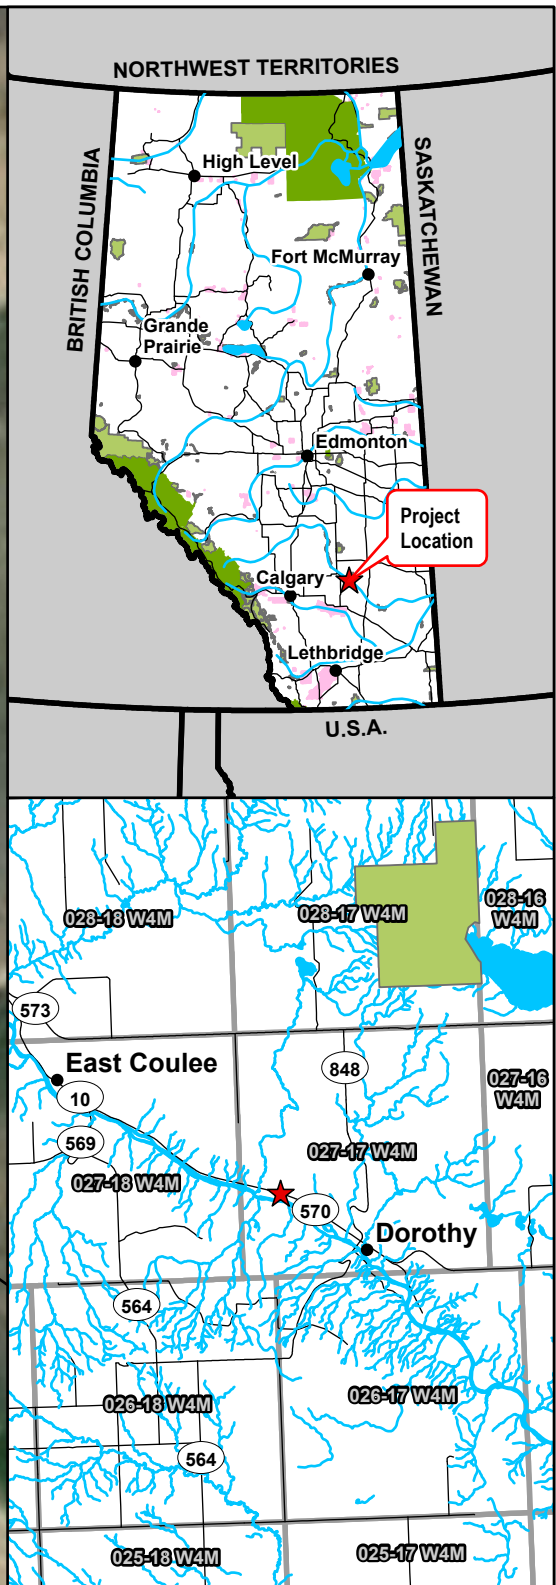 NORTHWEST TERRITORIES
BRITISH COLUMBIA
SASKATCHEWAN
High Level
Fort McMurray
Grande
Prairie
Edmonton
Project
Location
Calgary
Lethbridge
U.S.A.
028-18 W4M
028-17 W4M
028-16
W4M
573
East Coulee
848
10
027-16
W4M
569
027-17 W4M
027-18 W4M
570
Dorothy
564
026-17 W4M
026-18 W4M
564
025-18 W4M
025-17 W4M